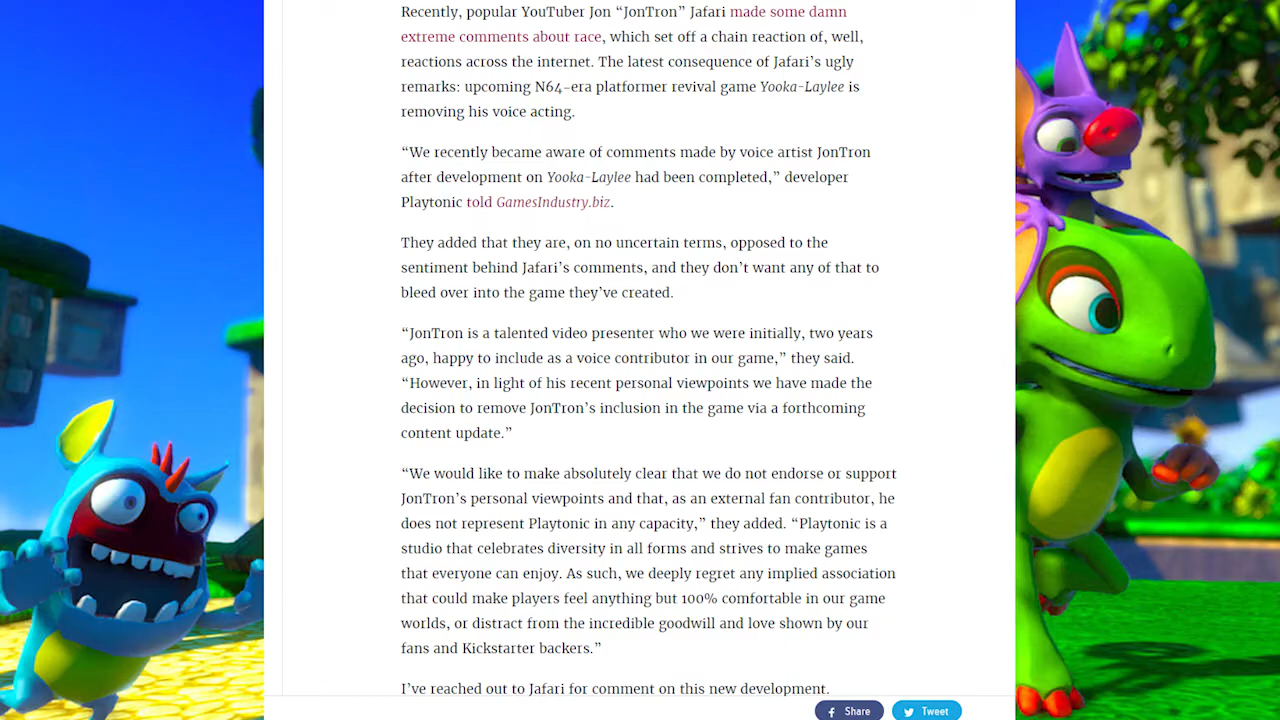 Recently, popular YouTuber Jon “JonTron” Jafari made some damn
extreme comments about race, which set off a chain reaction of, well,
reactions across the internet. The latest consequence of Jafari’s ugly
remarks: upcoming N64-era platformer revival game Yooka-Laylee is
removing his voice acting.
“We recently became aware of comments made by voice artist JonTron
after development on Yooka-Laylee had been completed,” developer
Playtonic told GamesIndustry.biz.
They added that they are, on no uncertain terms, opposed to the
sentiment behind Jafari’s comments, and they don’t want any of that to
bleed over into the game they’ve created.
“JonTron is a talented video presenter who we were initially, two years
ago, happy to include as a voice contributor in our game,” they said.
“However, in light of his recent personal viewpoints we have made the
decision to remove JonTron’s inclusion in the game via a forthcoming
content update.”
“We would like to make absolutely clear that we do not endorse or support
JonTron’s personal viewpoints and that, as an external fan contributor, he
does not represent Playtonic in any capacity,” they added. “Playtonic is a
studio that celebrates diversity in all forms and strives to make games
that everyone can enjoy. As such, we deeply regret any implied association
that could make players feel anything but 100% comfortable in our game
worlds, or distract from the incredible goodwill and love shown by our
fans and Kickstarter backers.”
I’ve reached out to Jafari for comment on this new development.
Share Tweet